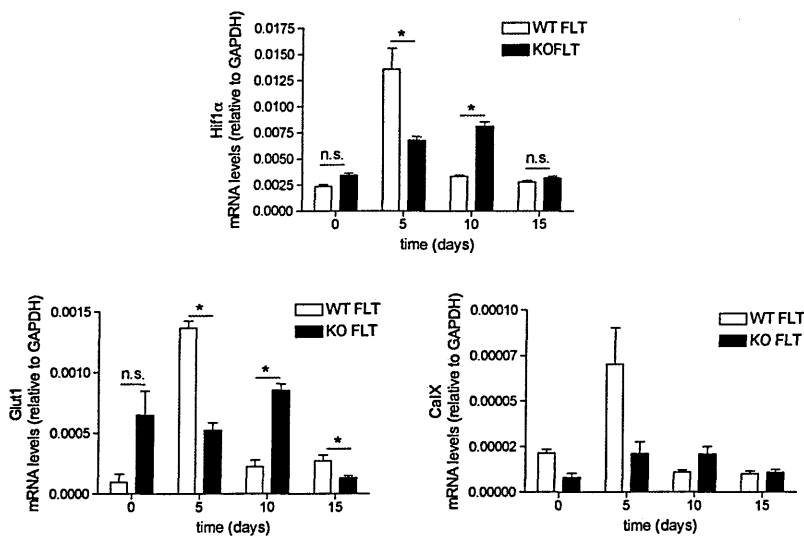 Hif1α
mRNA levels (relative to GAPDH)
0.0175
0.0150
0.0125
0.0100
0.0075
0.0050
0.0025
0.0000
n.s.
*
*
n.s.
WT FLT
KOFLT
0 5 10 15
time (days)
Glut1
mRNA levels (relative to GAPDH)
0.0015
0.0010
0.0005
0.0000
n.s.
*
*
*
WT FLT
KO FLT
0 5 10 15
time (days)
CaIX
mRNA levels (relative to GAPDH)
0.00010
0.00007
0.00005
0.00002
0.00000
WT FLT
KO FLT
0 5 10 15
time (days)